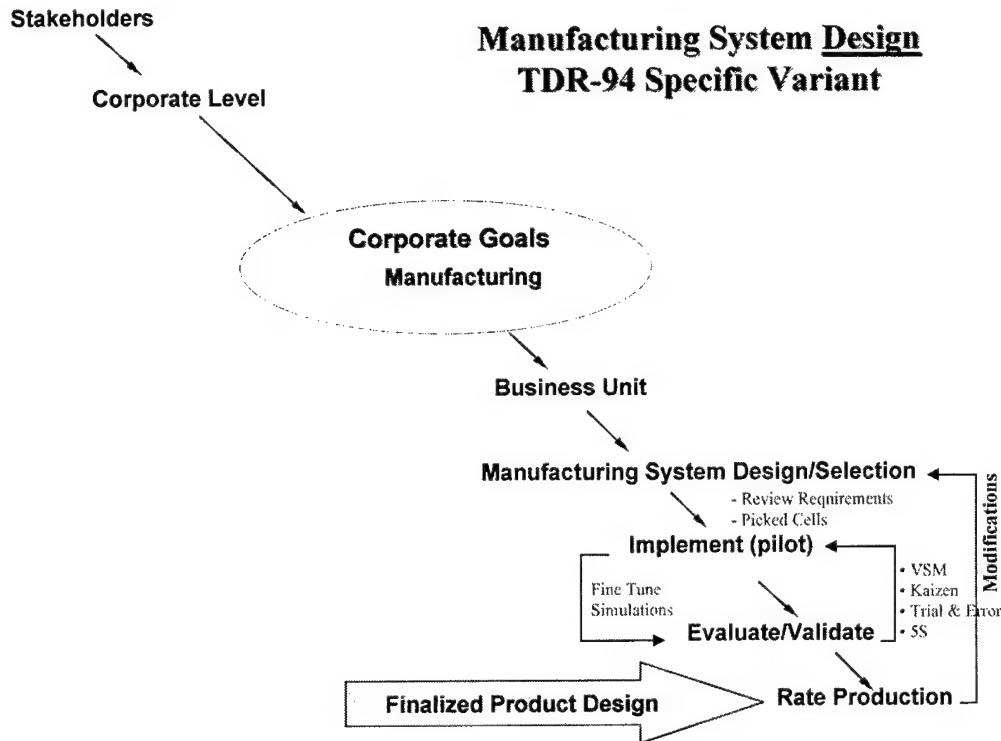 Stakeholders
Manufacturing System Design
TDR-94 Specific Variant
Corporate Level
Corporate Goals
Manufacturing
Business Unit
Manufacturing System Design/Selection
- Review Requirements
- Picked Cells
Implement (pilot)
Fine Tune
Simulations
• VSM
• Kaizen
• Trial & Error
• 5S
Modifications
Evaluate/Validate
Finalized Product Design
Rate Production